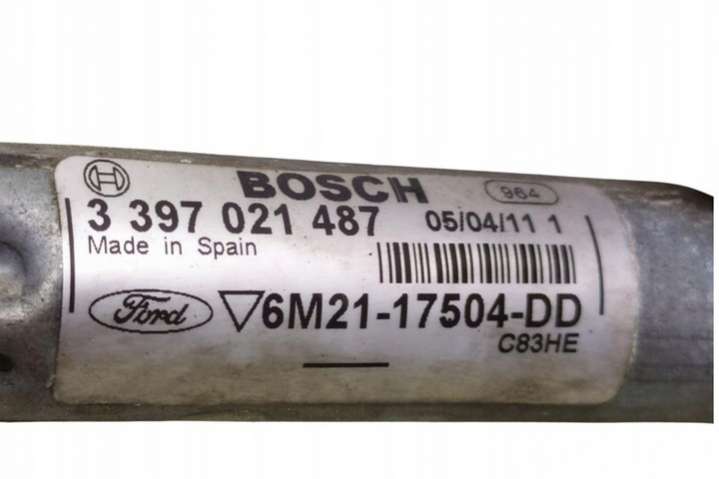 BOSCH 964
3 397 021 487 05/04/11 1
Made in Spain
Ford 6M21-17504-DD
C83HE